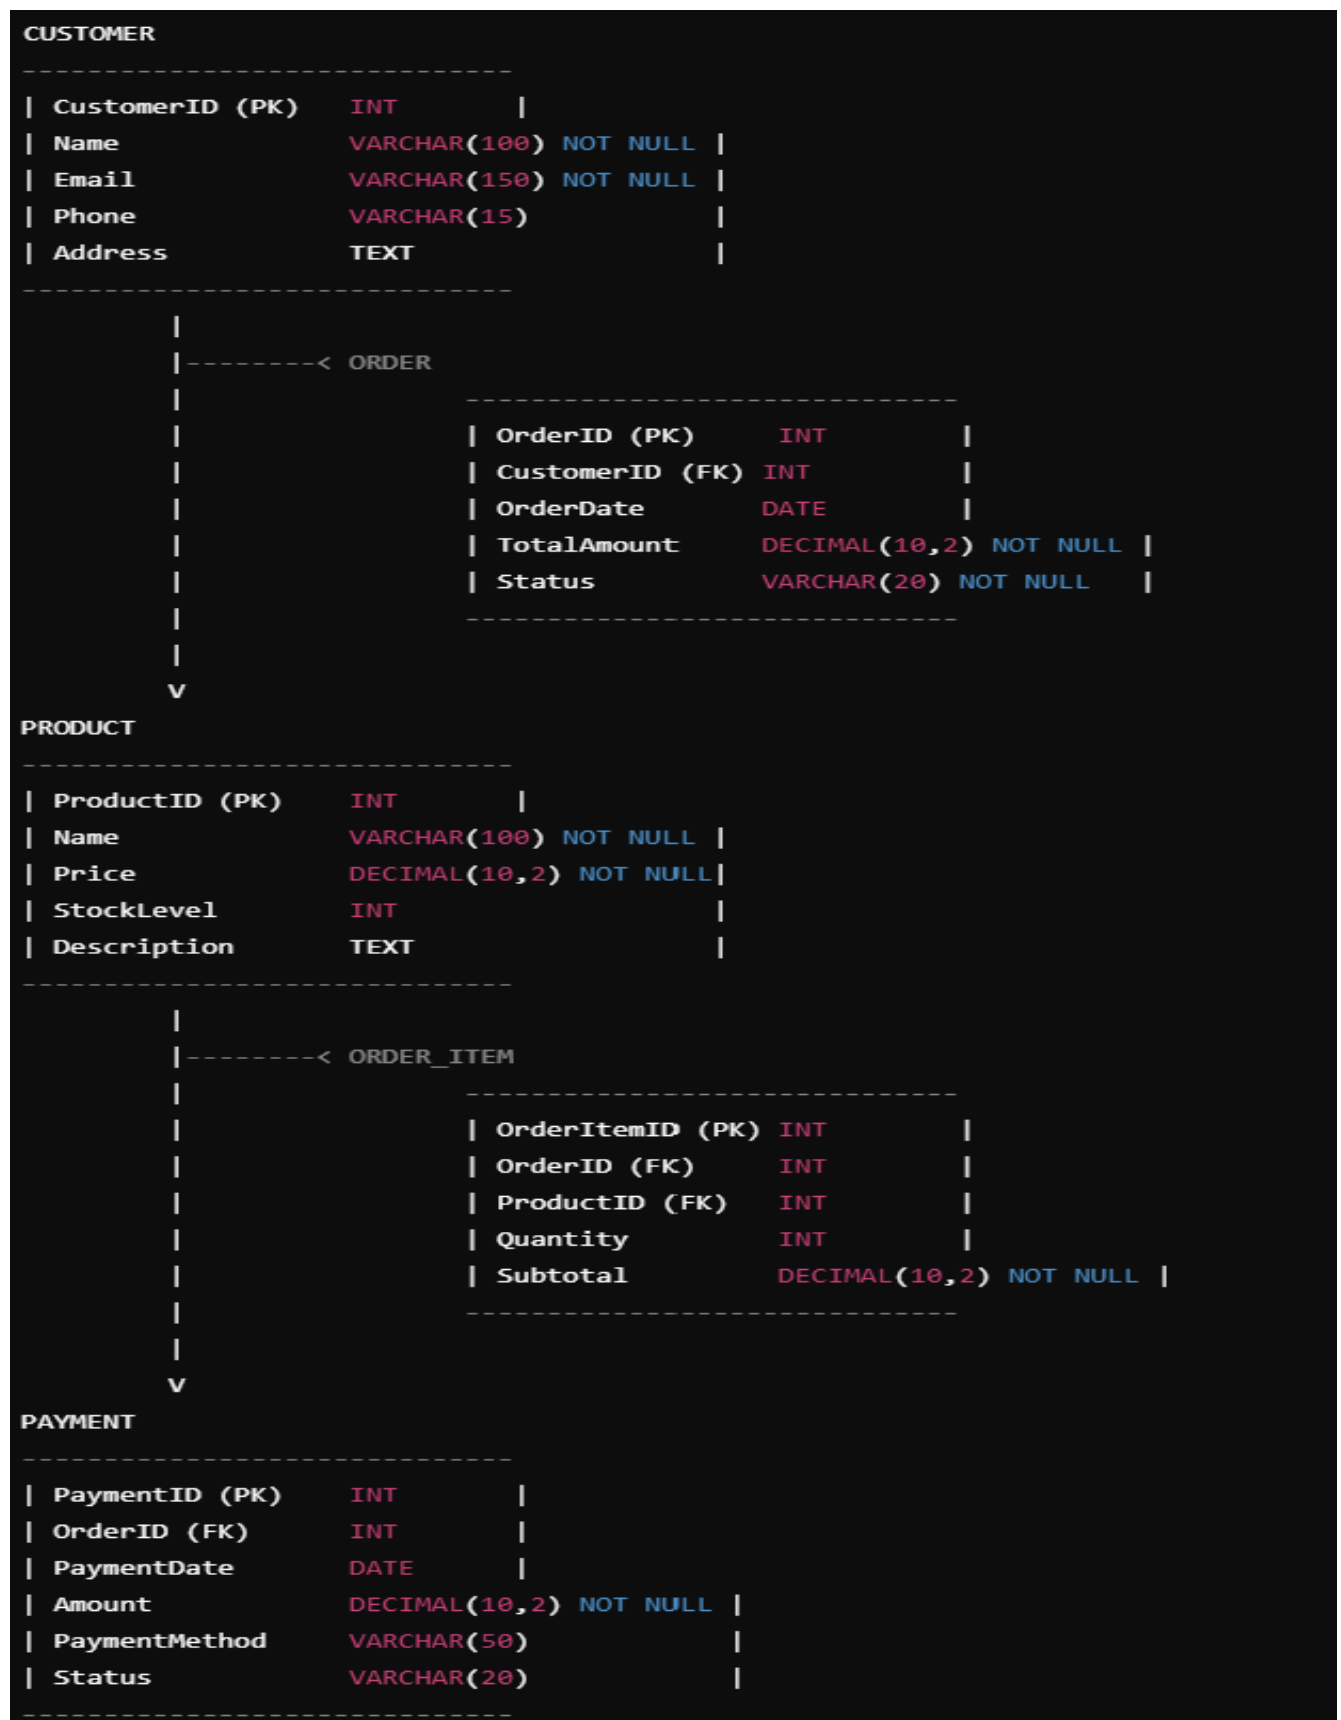 CUSTOMER
------------------------------
| CustomerID (PK)   INT       |
| Name              VARCHAR(100) NOT NULL |
| Email             VARCHAR(150) NOT NULL |
| Phone             VARCHAR(15)           |
| Address           TEXT                  |
------------------------------
         |
         |--------< ORDER
         |                 ------------------------------
         |                 | OrderID (PK)     INT        |
         |                 | CustomerID (FK) INT         |
         |                 | OrderDate       DATE        |
         |                 | TotalAmount     DECIMAL(10,2) NOT NULL |
         |                 | Status          VARCHAR(20) NOT NULL   |
         |                 ------------------------------
         |
         v
PRODUCT
------------------------------
| ProductID (PK)    INT       |
| Name              VARCHAR(100) NOT NULL |
| Price             DECIMAL(10,2) NOT NULL|
| StockLevel        INT                   |
| Description       TEXT                  |
------------------------------
         |
         |--------< ORDER_ITEM
         |                 ------------------------------
         |                 | OrderItemID (PK) INT        |
         |                 | OrderID (FK)     INT        |
         |                 | ProductID (FK)   INT        |
         |                 | Quantity         INT        |
         |                 | Subtotal         DECIMAL(10,2) NOT NULL |
         |                 ------------------------------
         |
         v
PAYMENT
------------------------------
| PaymentID (PK)    INT       |
| OrderID (FK)      INT       |
| PaymentDate       DATE      |
| Amount            DECIMAL(10,2) NOT NULL |
| PaymentMethod     VARCHAR(50)            |
| Status            VARCHAR(20)            |
------------------------------